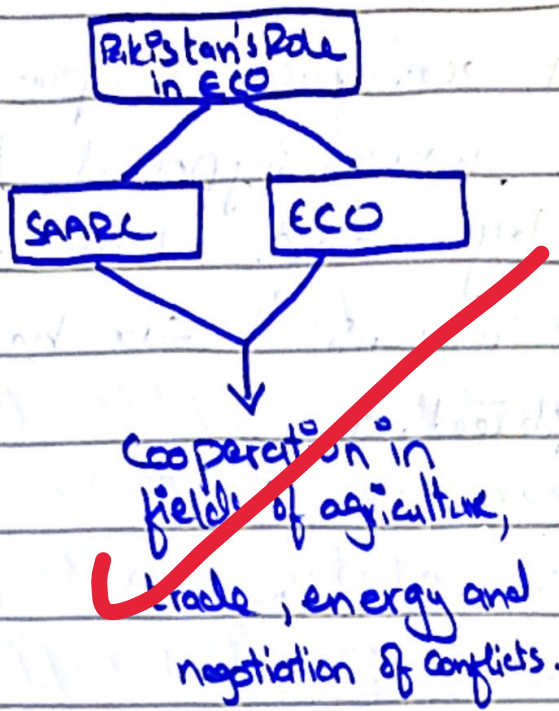 Pakistan's Role
in ECO
SAARC
ECO
Cooperation in
fields of agriculture,
trade, energy and
negotiation of conflicts.